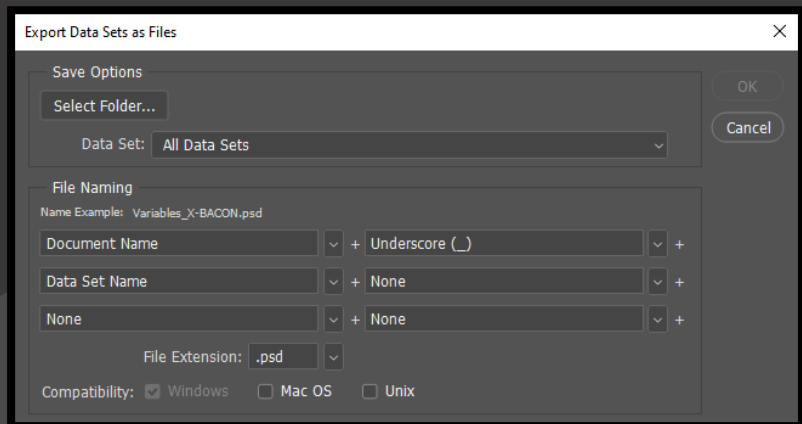 Export Data Sets as Files
Save Options
OK
Select Folder...
Cancel
Data Set: All Data Sets
File Naming
Name Example: Variables_X-BACON.psd
Document Name + Underscore (_) +
Data Set Name + None +
None + None +
File Extension: .psd
Compatibility: Windows Mac OS Unix